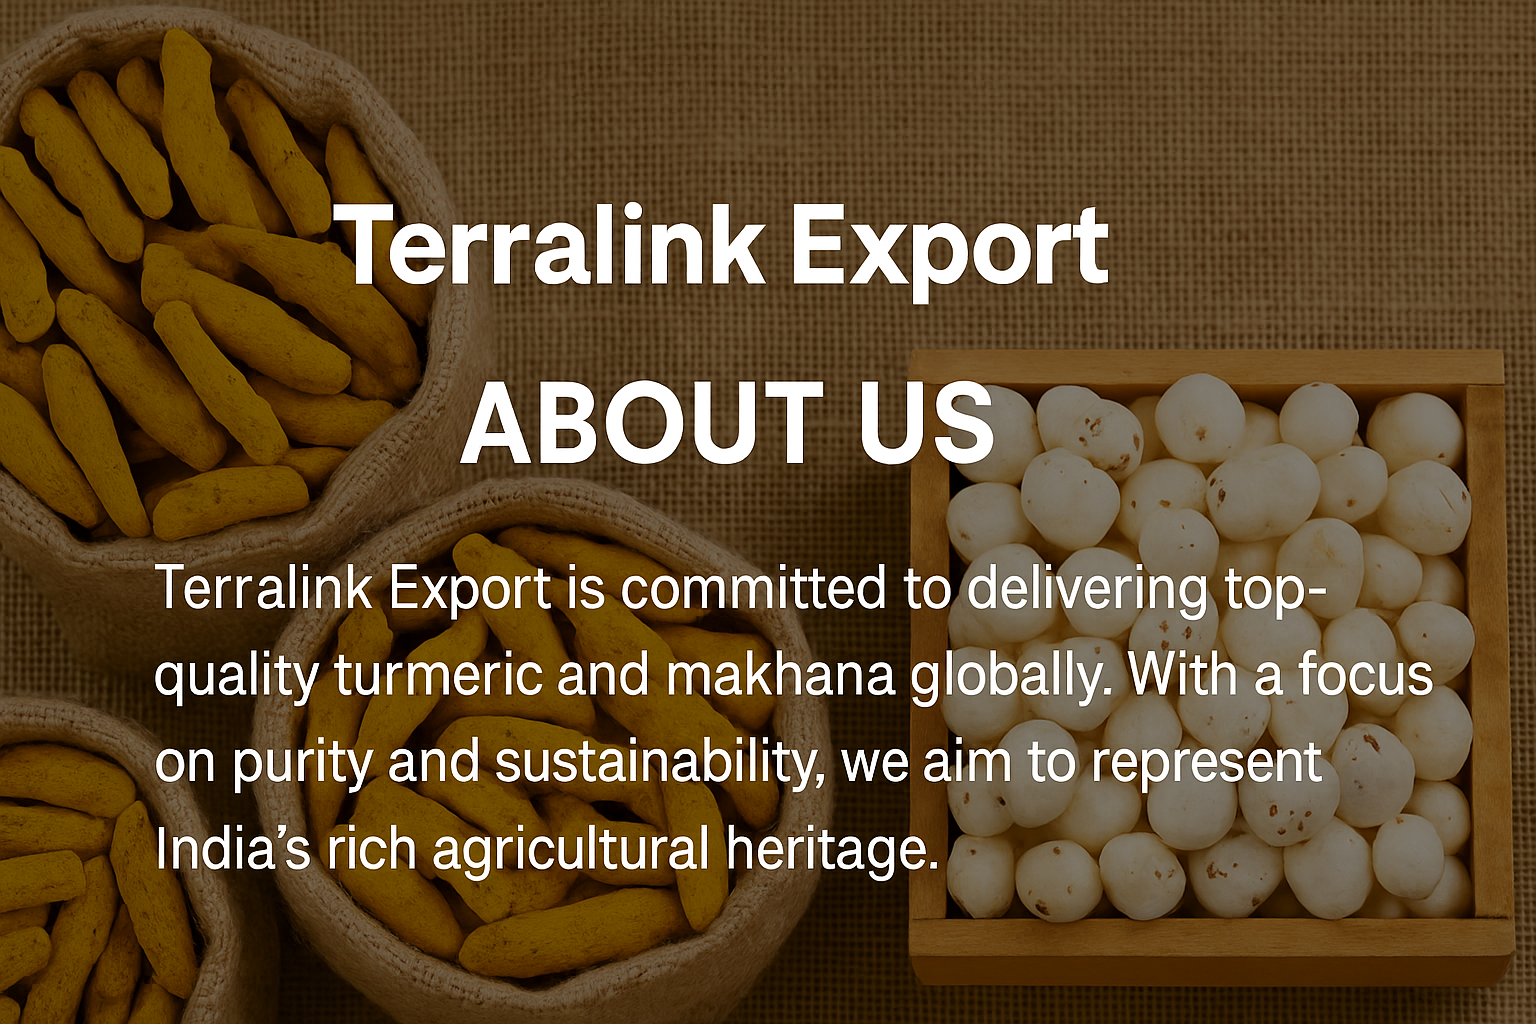 Terralink Export
ABOUT US
Terralink Export is committed to delivering top-
quality turmeric and makhana globally. With a focus
on purity and sustainability, we aim to represent
India’s rich agricultural heritage.